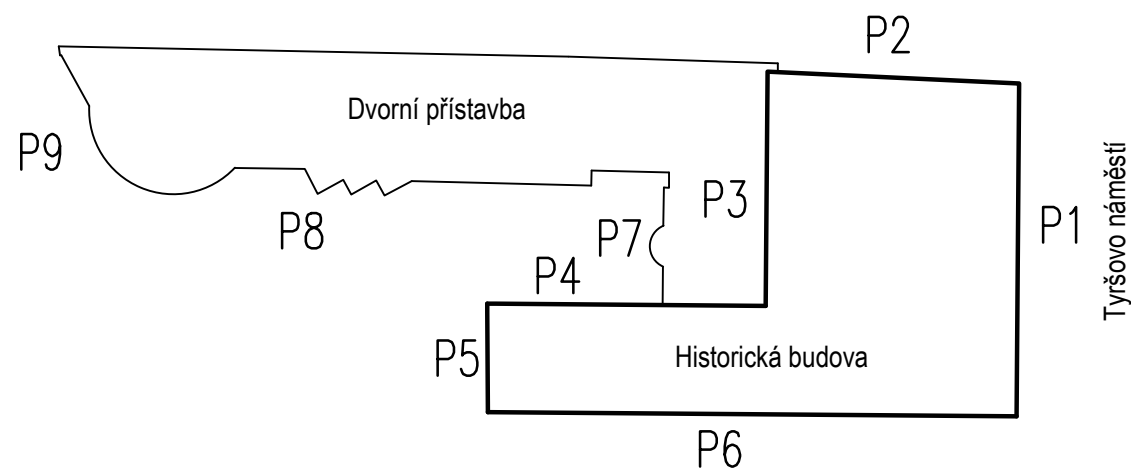 P2
Dvorní přístavba
P9
P3
P1
Tyršovo náměstí
P8
P7
P4
P5
Historická budova
P6